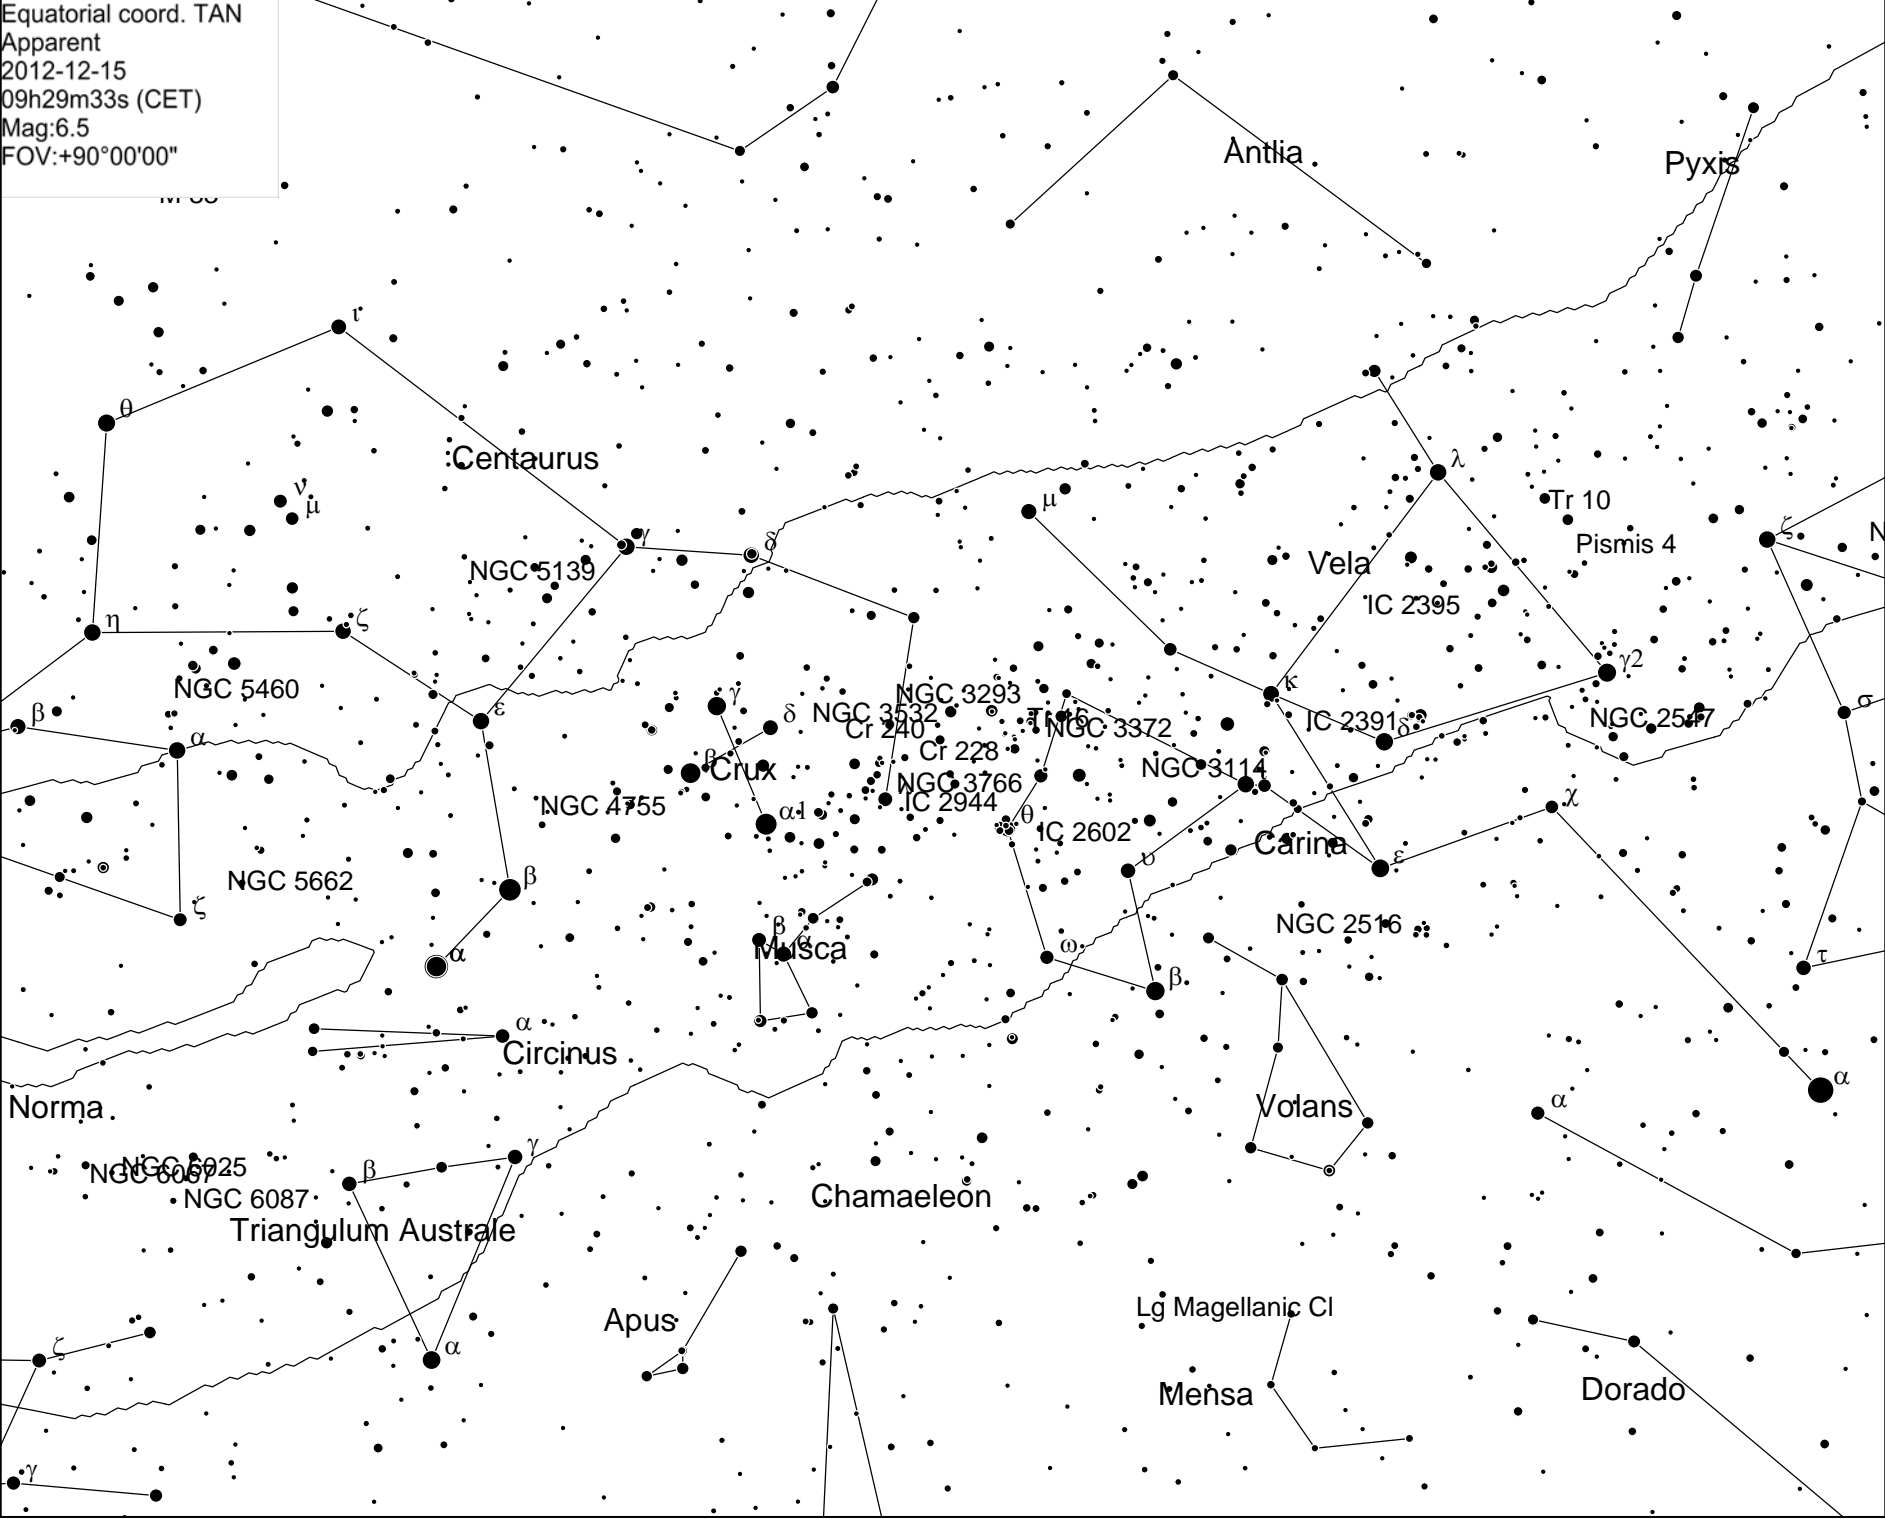 Equatorial coord. TAN
Apparent
2012-12-15
09h29m33s (CET)
Mag:6.5
FOV:+90°00'00"
Antlia
Pyxis
ι
θ
Centaurus
λ
ν
μ
μ
Tr 10
ζ
N
γ
δ
Pismis 4
NGC 5139
Vela
IC 2395
η
ζ
γ2
NGC 5460
κ
NGC 3293
γ
ε
σ
β
δ
NGC 3532
Tr 16
IC 2391
δ
NGC 2547
Cr 240
NGC 3372
α
Cr 228
β
Crux
NGC 3114
ι
NGC 3766
NGC 4755
IC 2944
χ
α1
θ
IC 2602
Carina
υ
ε
NGC 5662
β
ζ
NGC 2516
β
α
Musca
ω
α
τ
β
α
Circinus
α
Norma
Volans
α
γ
NGC 6025
NGC 6067
β
NGC 6087
Chamaeleon
Triangulum Australe
Lg Magellanic Cl
Apus
ζ
α
Mensa
Dorado
γ